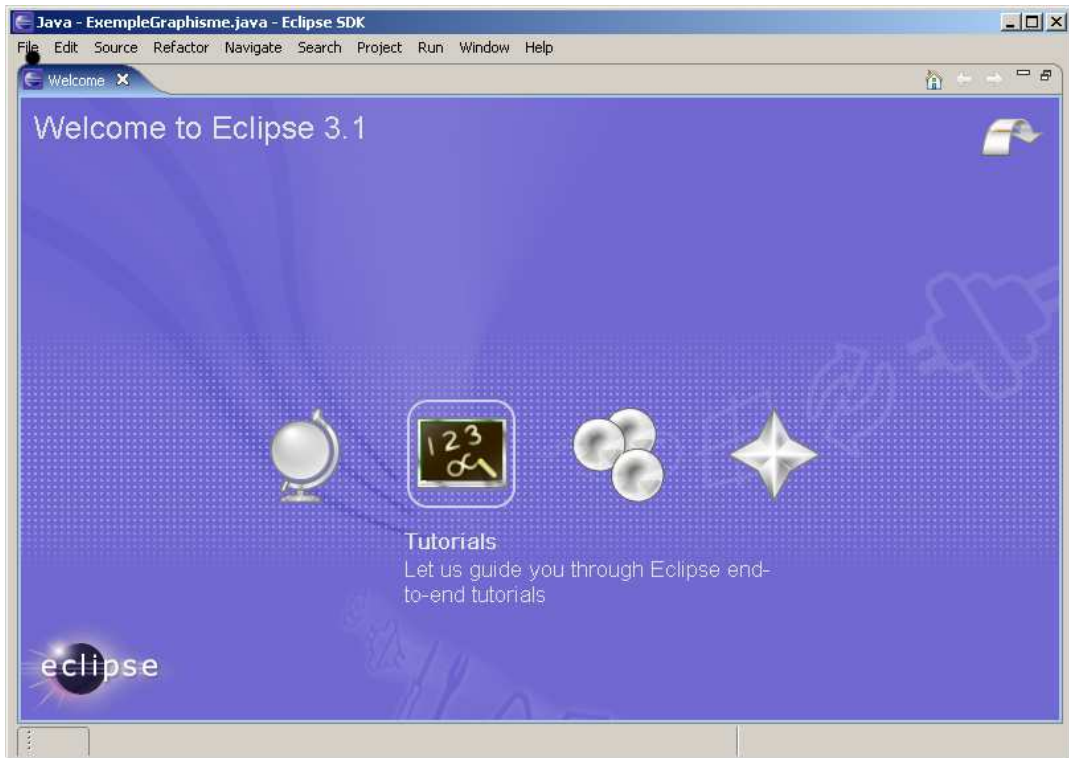 Java - ExempleGraphisme.java - Eclipse SDK
File Edit Source Refactor Navigate Search Project Run Window Help
Welcome
Welcome to Eclipse 3.1
123
Tutorials
Let us guide you through Eclipse end-
to-end tutorials
eclipse